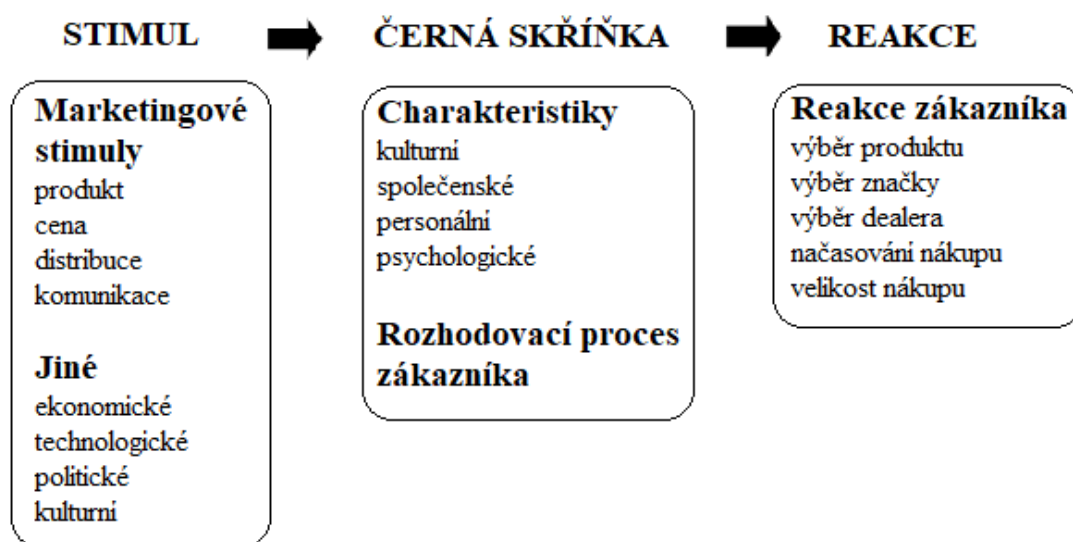 STIMUL
ČERNÁ SKŘÍŇKA
REAKCE
Marketingové
stimuly
produkt
cena
distribuce
komunikace
Jiné
ekonomické
technologické
politické
kulturní
Charakteristiky
kulturní
společenské
personální
psychologické
Rozhodovací proces
zákazníka
Reakce zákazníka
výběr produktu
výběr značky
výběr dealera
načasování nákupu
velikost nákupu